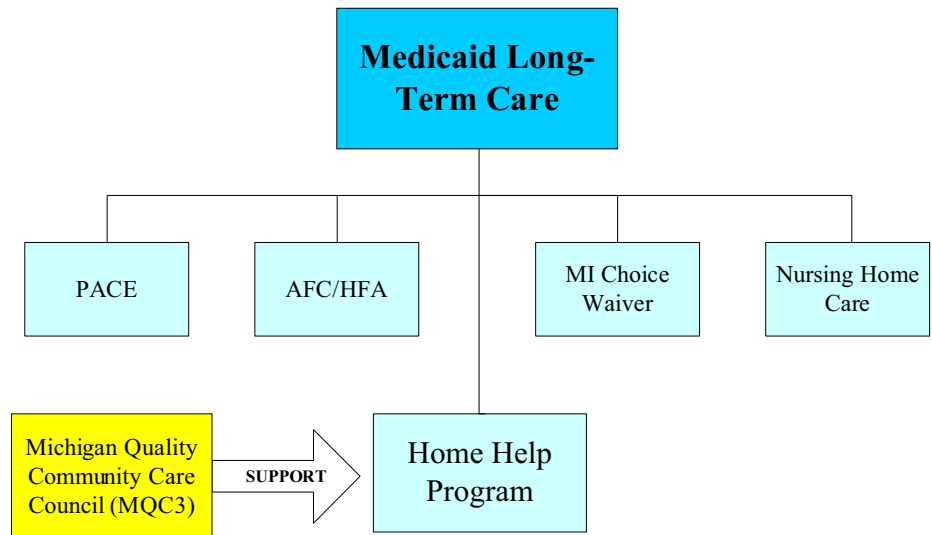 Medicaid Long-
Term Care
PACE
AFC/HFA
MI Choice
Waiver
Nursing Home
Care
Michigan Quality
Community Care
Council (MQC3)
SUPPORT
Home Help
Program